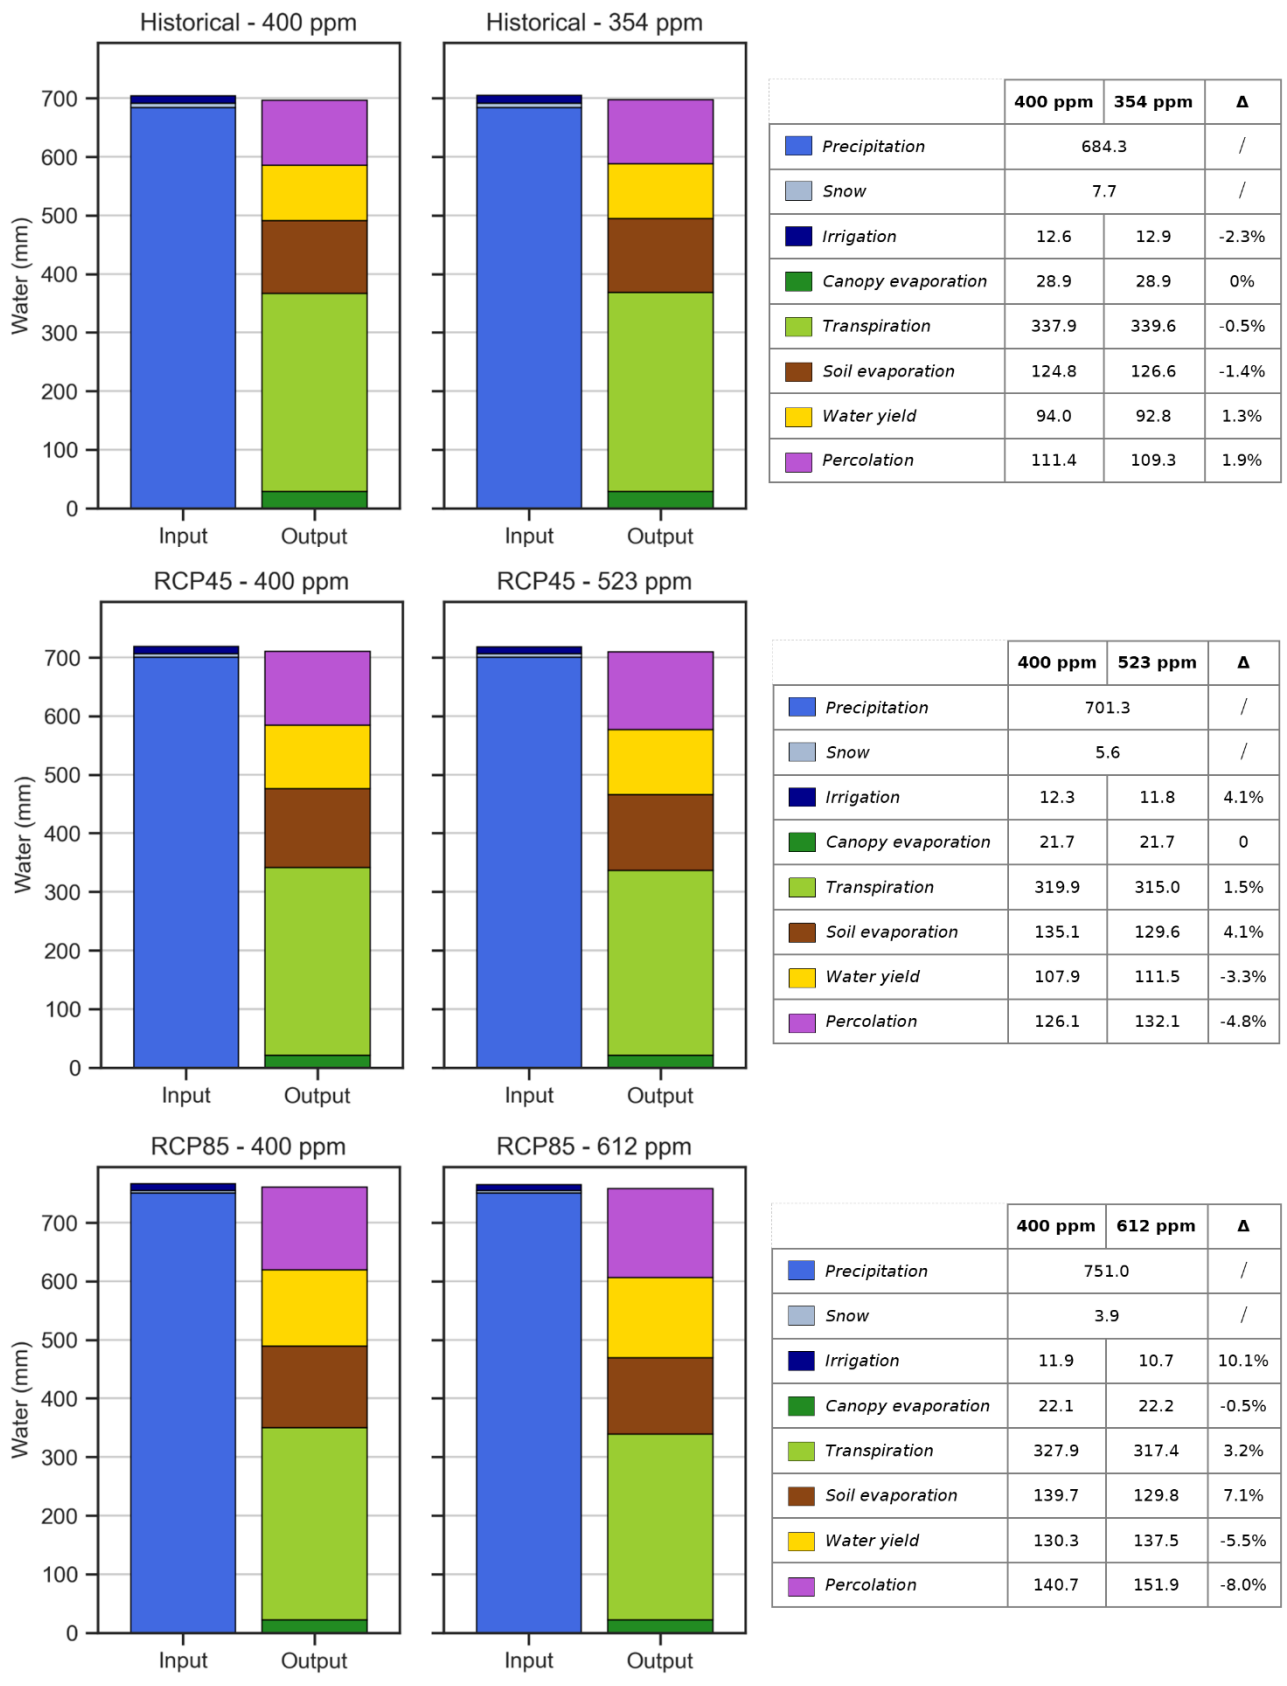 Historical - 400 ppm
Historical - 354 ppm
Water (mm)
700
600
500
400
300
200
100
0
Input
Output
Input
Output
400 ppm 354 ppm Δ
Precipitation 684.3 /
Snow 7.7 /
Irrigation 12.6 12.9 -2.3%
Canopy evaporation 28.9 28.9 0%
Transpiration 337.9 339.6 -0.5%
Soil evaporation 124.8 126.6 -1.4%
Water yield 94.0 92.8 1.3%
Percolation 111.4 109.3 1.9%
RCP45 - 400 ppm
RCP45 - 523 ppm
Water (mm)
700
600
500
400
300
200
100
0
Input
Output
Input
Output
400 ppm 523 ppm Δ
Precipitation 701.3 /
Snow 5.6 /
Irrigation 12.3 11.8 4.1%
Canopy evaporation 21.7 21.7 0
Transpiration 319.9 315.0 1.5%
Soil evaporation 135.1 129.6 4.1%
Water yield 107.9 111.5 -3.3%
Percolation 126.1 132.1 -4.8%
RCP85 - 400 ppm
RCP85 - 612 ppm
Water (mm)
700
600
500
400
300
200
100
0
Input
Output
Input
Output
400 ppm 612 ppm Δ
Precipitation 751.0 /
Snow 3.9 /
Irrigation 11.9 10.7 10.1%
Canopy evaporation 22.1 22.2 -0.5%
Transpiration 327.9 317.4 3.2%
Soil evaporation 139.7 129.8 7.1%
Water yield 130.3 137.5 -5.5%
Percolation 140.7 151.9 -8.0%